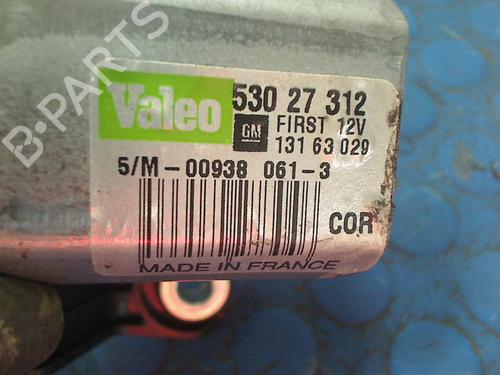 B-PARTS
Valeo
530 27 312
GM
FIRST 12V
131 63 029
5/M-00938 061-3
COR
MADE IN FRANCE